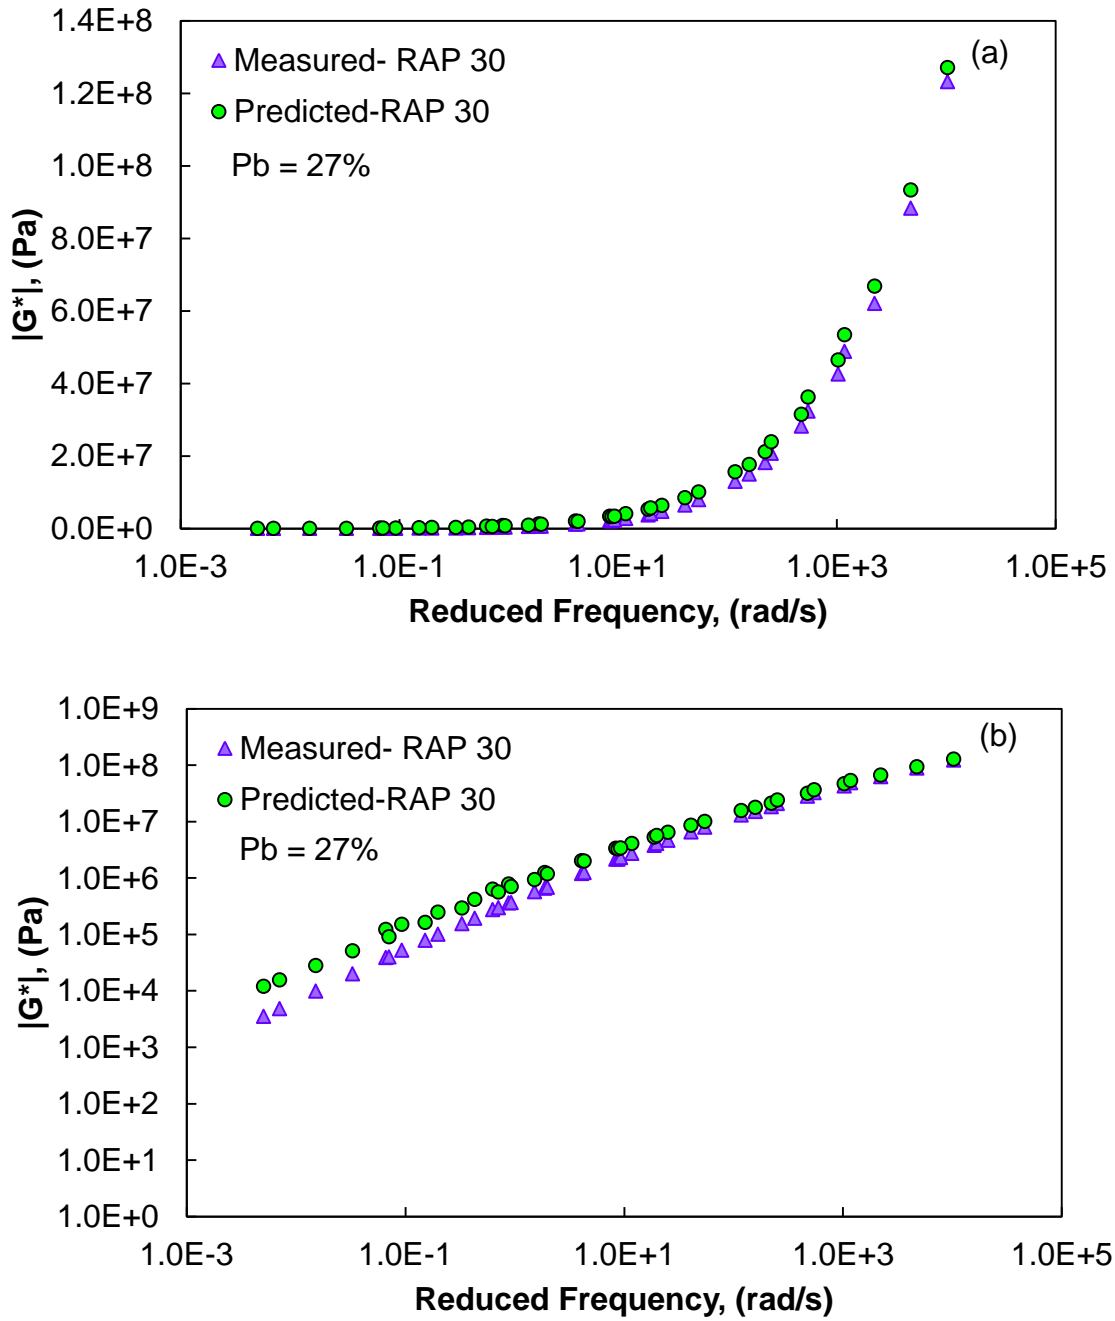 1.4E+8
(a)
Measured- RAP 30
1.2E+8
Predicted-RAP 30
1.0E+8
Pb = 27%
8.0E+7
6.0E+7
4.0E+7
2.0E+7
0.0E+0
|G*|, (Pa)
1.0E-3 1.0E-1 1.0E+1 1.0E+3 1.0E+5
Reduced Frequency, (rad/s)
1.0E+9
(b)
Measured- RAP 30
1.0E+8
Predicted-RAP 30
1.0E+7
Pb = 27%
1.0E+6
1.0E+5
1.0E+4
1.0E+3
1.0E+2
1.0E+1
1.0E+0
|G*|, (Pa)
1.0E-3 1.0E-1 1.0E+1 1.0E+3 1.0E+5
Reduced Frequency, (rad/s)